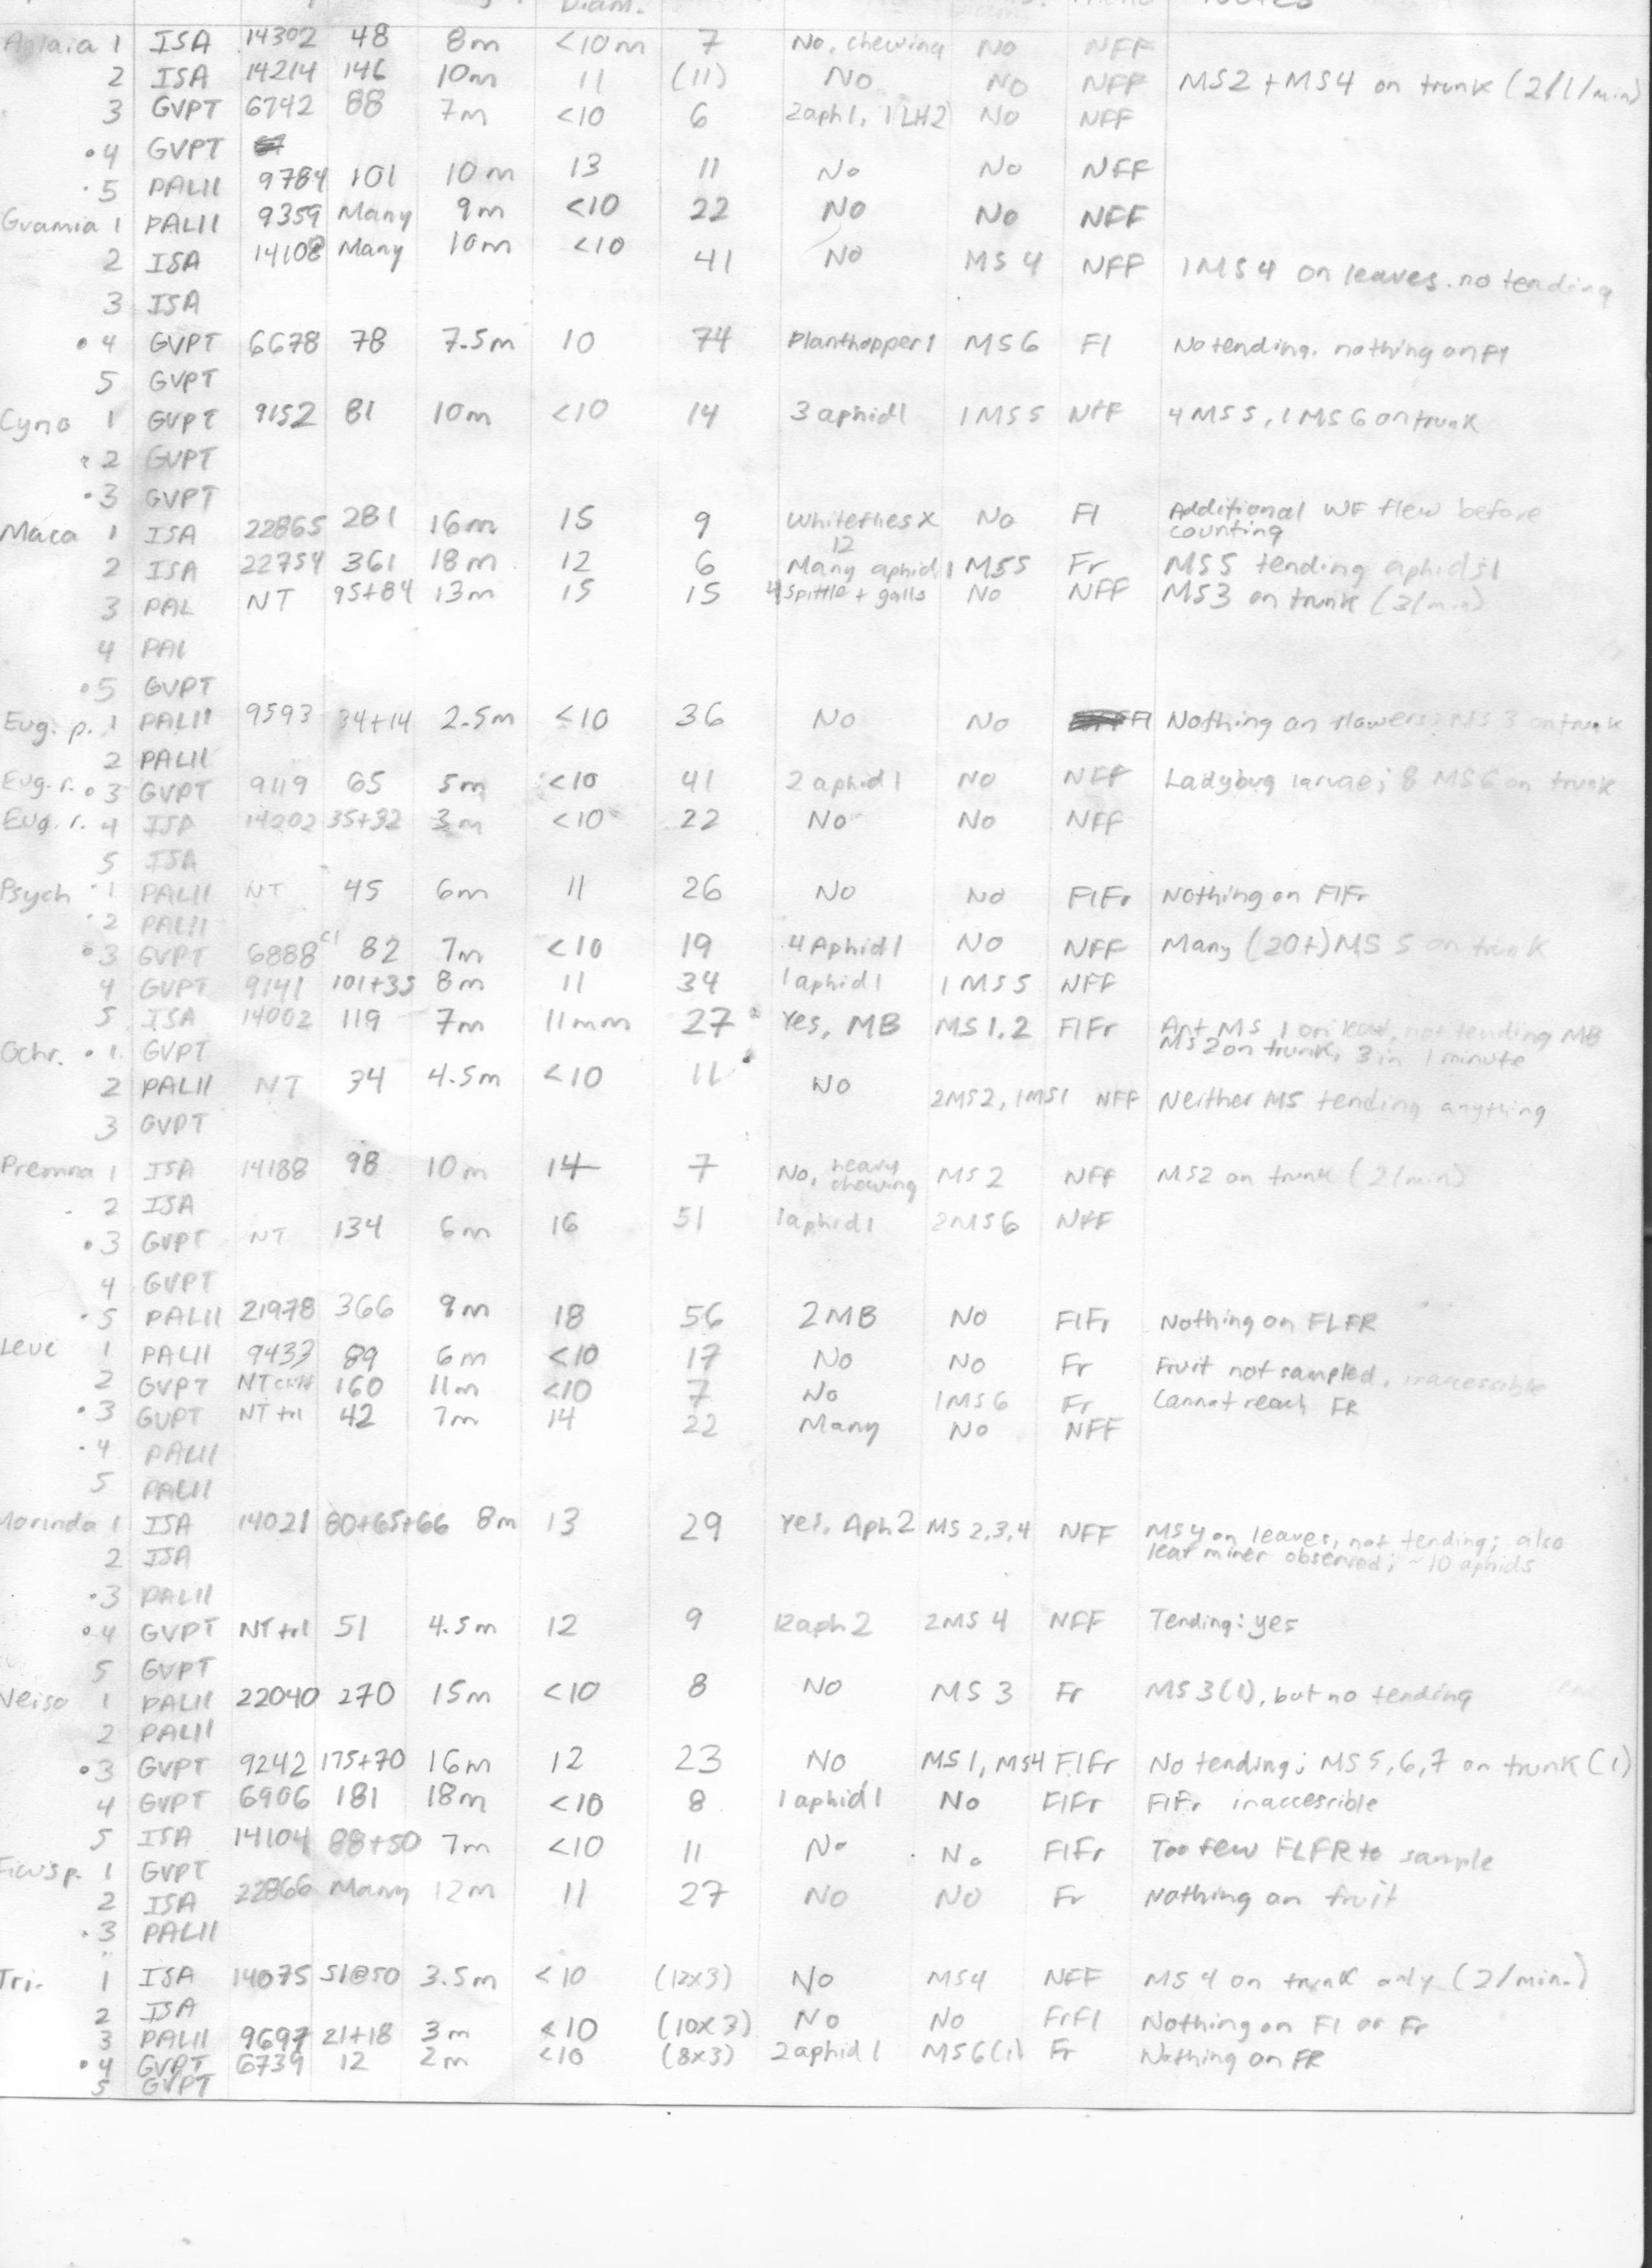 Diam.
Aglaia 1 ISA 14302 48 8m <10m 7 No, chewing No NFF
2 ISA 14214 146 10m 11 (11) No No NFF MS2 + MS4 on trunk (2/1/min)
3 GVPT 6742 88 7m <10 6 2aph1, 1LH2 No NFF
•4 GVPT
•5 PALII 9784 101 10m 13 11 No No NFF
Guamia 1 PALII 9359 Many 9m <10 22 No No NFF
2 ISA 14108 Many 10m <10 41 No MS 4 NFF 1MS4 on leaves. no tending
3 ISA
•4 GVPT 6678 78 7.5m 10 74 Planthopper1 MS6 Fl No tending. nothing on Fl
5 GVPT
Cyno 1 GVPT 9152 81 10m <10 14 3 aphid1 1MS5 NFF 4MS5, 1MS6 on trunk
•2 GVPT
•3 GVPT
Maca 1 ISA 22865 281 16m 15 9 Whiteflies x 12 No Fl Additional WF flew before
counting
2 ISA 22754 361 18m 12 6 Many aphid1 MS5 Fr MS5 tending aphids1
3 PAL NT 95+84 13m 15 15 4spittle + galls No NFF MS3 on trunk (3/min)
4 PAL
•5 GVPT
Eug. p. 1 PALII 9593 34+14 2.5m <10 36 No No Fl Nothing on flowers; MS 3 on trunk
2 PALII
Eug. r. •3 GVPT 9119 65 5m <10 41 2 aphid1 No NFF Ladybug larvae; 8 MS6 on trunk
Eug. r. 4 ISA 14202 35+32 3m <10 22 No No NFF
5 ISA
Psych •1 PALII NT 45 6m 11 26 No No FlFr Nothing on FlFr
•2 PALII
•3 GVPT 6888 82 7m <10 19 4 Aphid1 No NFF Many (20+) MS 5 on trunk
4 GVPT 9141 101+35 8m 11 34 1aphid1 1MS5 NFF
5 ISA 14002 119 7m 11mm 27 Yes, MB MS1.2 FlFr Ant MS 1 on leaf, not tending MB
MS2 on trunk, 3 in 1 minute
Ochr. •1 GVPT
2 PALII NT 34 4.5m <10 11 No 2MS2, 1MS1 NFF Neither MS tending anything
3 GVPT
Premna 1 ISA 14188 98 10m 14 7 No, heavy chewing MS2 NFF MS2 on trunk (2/min)
2 ISA
•3 GVPT NT 134 6m 16 51 1aphid1 2MS6 NFF
4 GVPT
•5 PALII 21978 366 9m 18 56 2MB No FlFr Nothing on FLFR
Leuc 1 PALII 9433 89 6m <10 17 No No Fr Fruit not sampled, inaccessible
2 GVPT NT 160 11m <10 7 No 1MS6 Fr Cannot reach FR
•3 GVPT NT trl 42 7m 14 22 Many No NFF
•4 PALII
5 PALII
Morinda 1 ISA 14021 80+65+66 8m 13 29 Yes, Aph2 MS 2,3,4 NFF MS4 on leaves, not tending; also
leaf miner observed; ~10 aphids
2 ISA
•3 PALII
•4 GVPT NT trl 51 4.5m 12 9 12aph2 2MS4 NFF Tending: yes
5 GVPT
Neiso 1 PALII 22040 270 15m <10 8 No MS3 Fr MS3(1), but no tending
2 PALII
•3 GVPT 9242 175+70 16m 12 23 No MS1, MS4 FlFr No tending; MS5,6,7 on trunk (1)
4 GVPT 6906 181 18m <10 8 1aphid1 No FlFr FlFr inaccessible
5 ISA 14104 88+50 7m <10 11 No No FlFr Too few FLFR to sample
Ficus p. 1 GVPT
2 ISA 22866 Many 12m 11 27 No No Fr Nothing on fruit
•3 PALII
Tri. 1 ISA 14075 51@50 3.5m <10 (12x3) No MS4 NFF MS 4 on trunk only (2/min.)
2 ISA
3 PALII 9697 21+18 3m <10 (10x3) No No FrFl Nothing on Fl or Fr
•4 GVPT 6739 12 2m <10 (8x3) 2aphid1 MS6(1) Fr Nothing on FR
5 GVPT